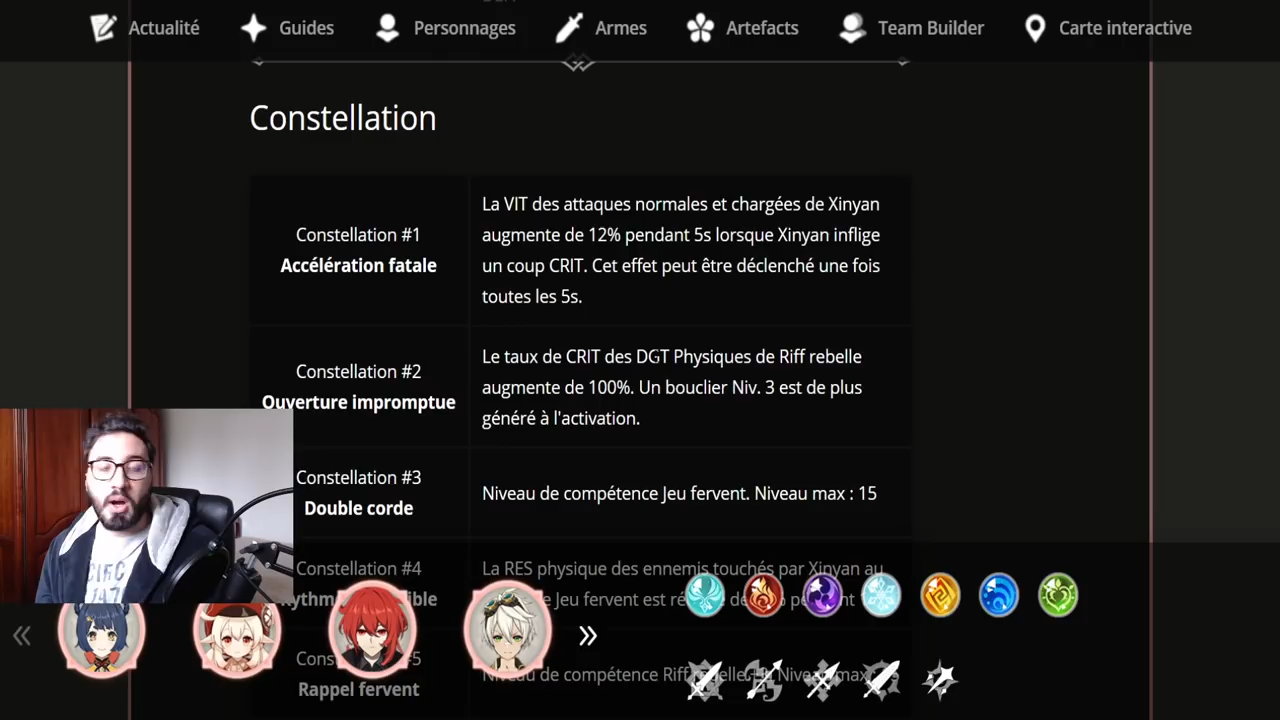 Actualité Guides Personnages Armes Artefacts Team Builder Carte interactive
Constellation
Constellation #1
Accélération fatale
La VIT des attaques normales et chargées de Xinyan
augmente de 12% pendant 5s lorsque Xinyan inflige
un coup CRIT. Cet effet peut être déclenché une fois
toutes les 5s.
Constellation #2
Ouverture impromptue
Le taux de CRIT des DGT Physiques de Riff rebelle
augmente de 100%. Un bouclier Niv. 3 est de plus
généré à l'activation.
Constellation #3
Double corde
Niveau de compétence Jeu fervent. Niveau max : 15
Constellation #4
La RES physique des ennemis touchés par Xinyan au
Jeu fervent est
#5
Rappel fervent
de compétence Riff rebelle. Niveau max
CIRC